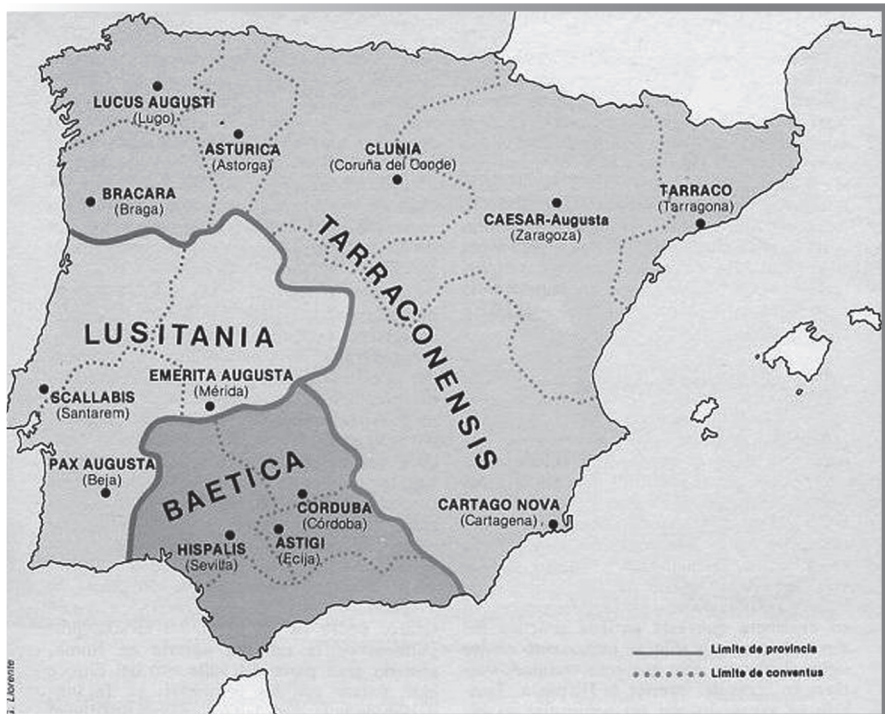 LUCUS AUGUSTI
(Lugo)
ASTURICA
(Astorga)
CLUNIA
(Coruña del Conde)
BRACARA
(Braga)
CAESAR-Augusta
(Zaragoza)
TARRACO
(Tarragona)
TARRACONENSIS
LUSITANIA
EMERITA AUGUSTA
(Mérida)
SCALLABIS
(Santarem)
PAX AUGUSTA
(Beja)
BAETICA
CORDUBA
(Córdoba)
CARTAGO NOVA
(Cartagena)
HISPALIS
(Sevilla)
ASTIGI
(Ecija)
Límite de provincia
Límite de conventus
Llorente